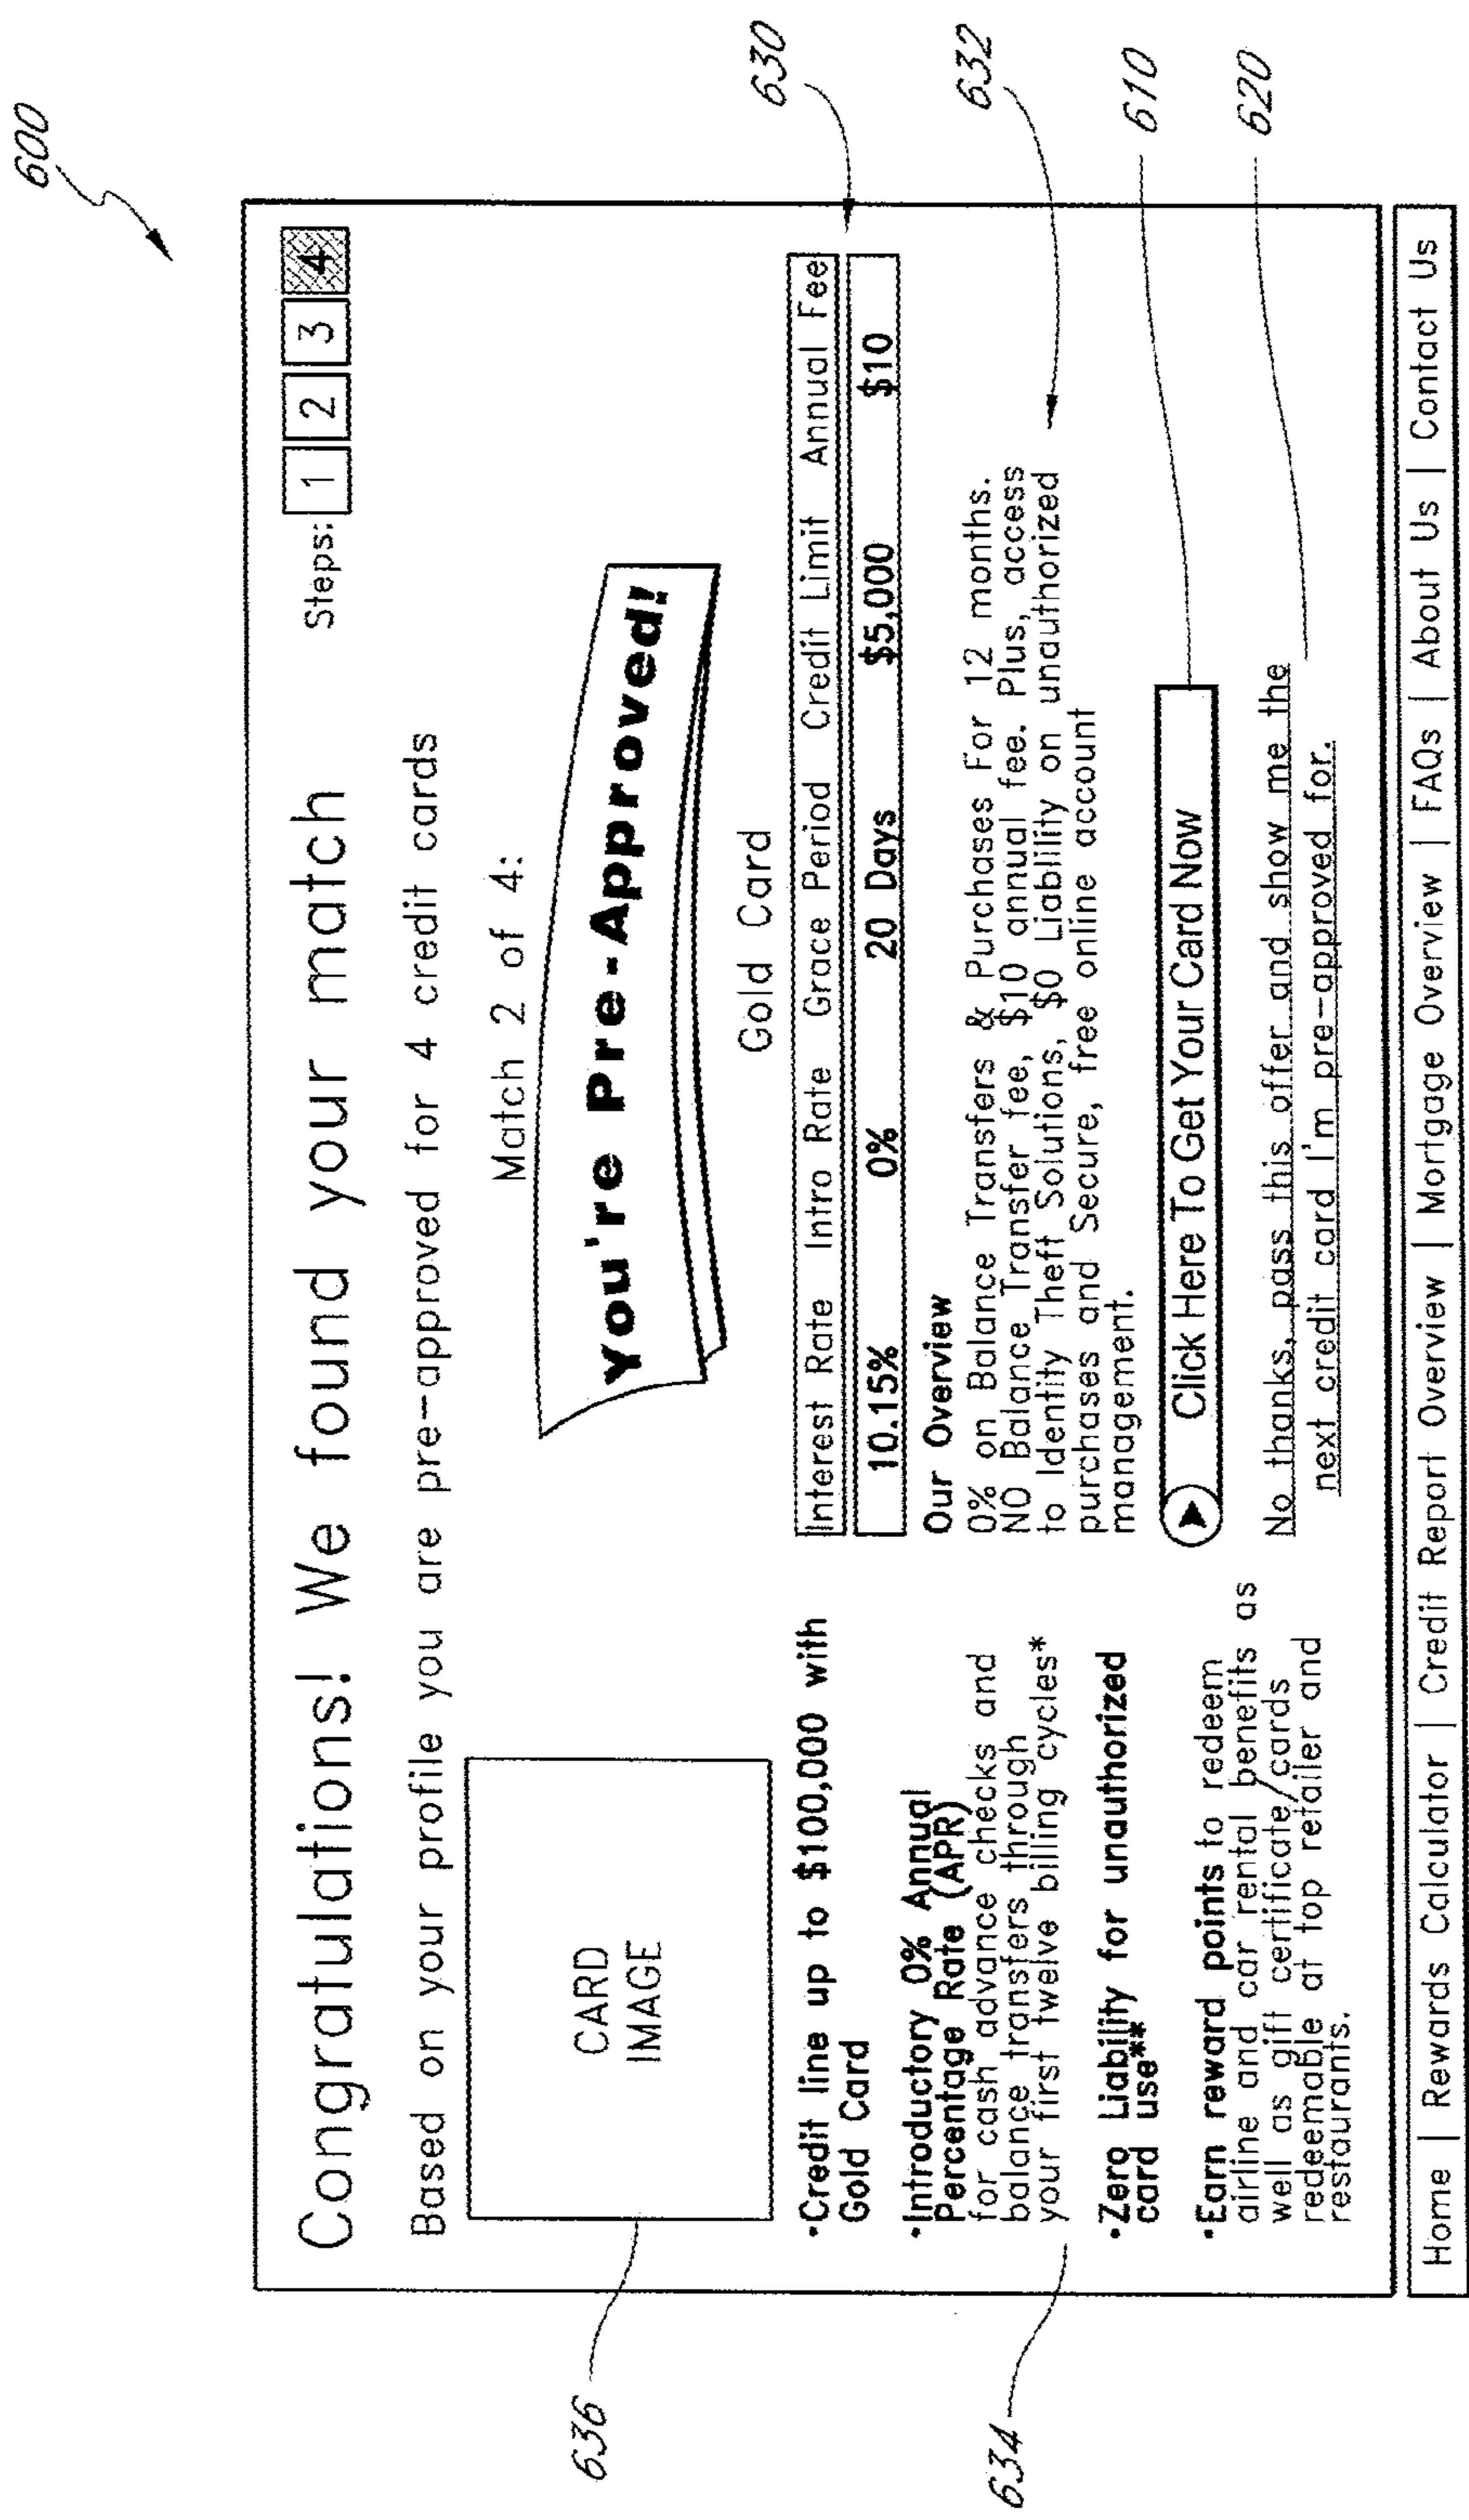 600
Congratulations! We found your match
Steps: 1 2 3 4
Based on your profile you are pre-approved for 4 credit cards
636
CARD
IMAGE
•Credit line up to $100,000 with
Gold Card
•Introductory 0% Annual
Percentage Rate (APR)
for cash advance checks and
balance transfers through
your first twelve billing cycles*
634
•Zero Liability for unauthorized
card use**
•Earn reward points to redeem
airline and car rental benefits as
well as gift certificate/cards
redeemable at top retailer and
restaurants.
Match 2 of 4:
You're Pre-Approved!
Gold Card
630
Interest Rate Intro Rate Grace Period Credit Limit Annual Fee
10.15% 0% 20 Days $5,000 $10
Our Overview
632
0% on Balance Transfers & Purchases For 12 months.
NO Balance Transfer fee, $10 annual fee. Plus, access
to Identity Theft Solutions, $0 Liability on unauthorized
purchases and Secure, free online account
management.
Click Here To Get Your Card Now
610
No thanks, pass this offer and show me the
next credit card I'm pre-approved for.
620
Home | Rewards Calculator | Credit Report Overview | Mortgage Overview | FAQs | About Us | Contact Us